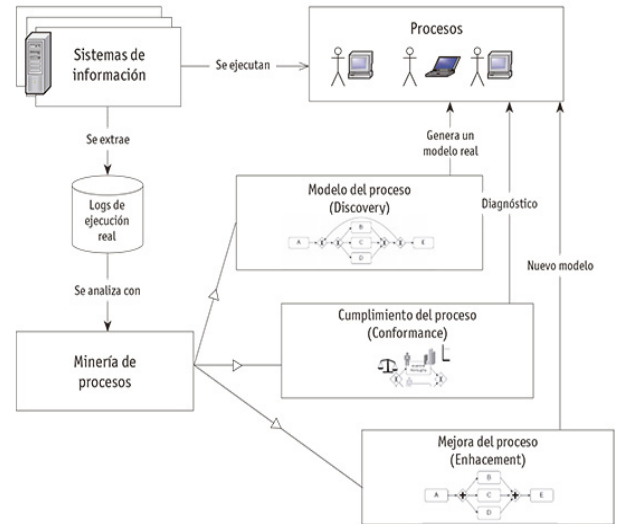 Sistemas de
información
Se ejecutan
Procesos
Se extrae
Genera un
modelo real
Logs de
ejecución
real
Modelo del proceso
(Discovery)
B
A
C
E
D
Diagnóstico
Nuevo modelo
Se analiza con
Cumplimiento del proceso
(Conformance)
Minería de
procesos
Mejora del proceso
(Enhacement)
B
A
C
E
D